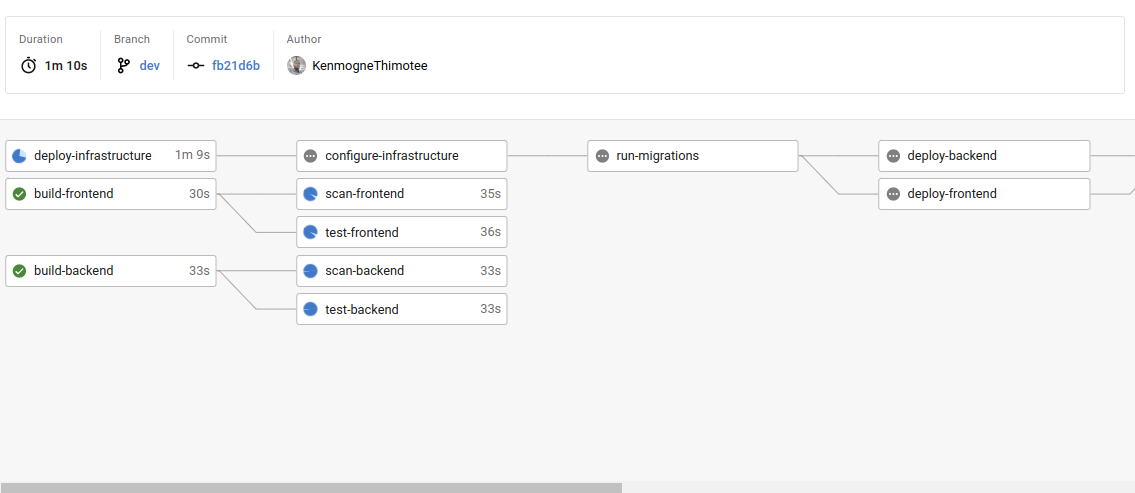 Duration Branch Commit Author
1m 10s dev fb21d6b KenmogneThimotee
deploy-infrastructure 1m 9s configure-infrastructure run-migrations deploy-backend
build-frontend 30s scan-frontend 35s deploy-frontend
test-frontend 36s
build-backend 33s scan-backend 33s
test-backend 33s